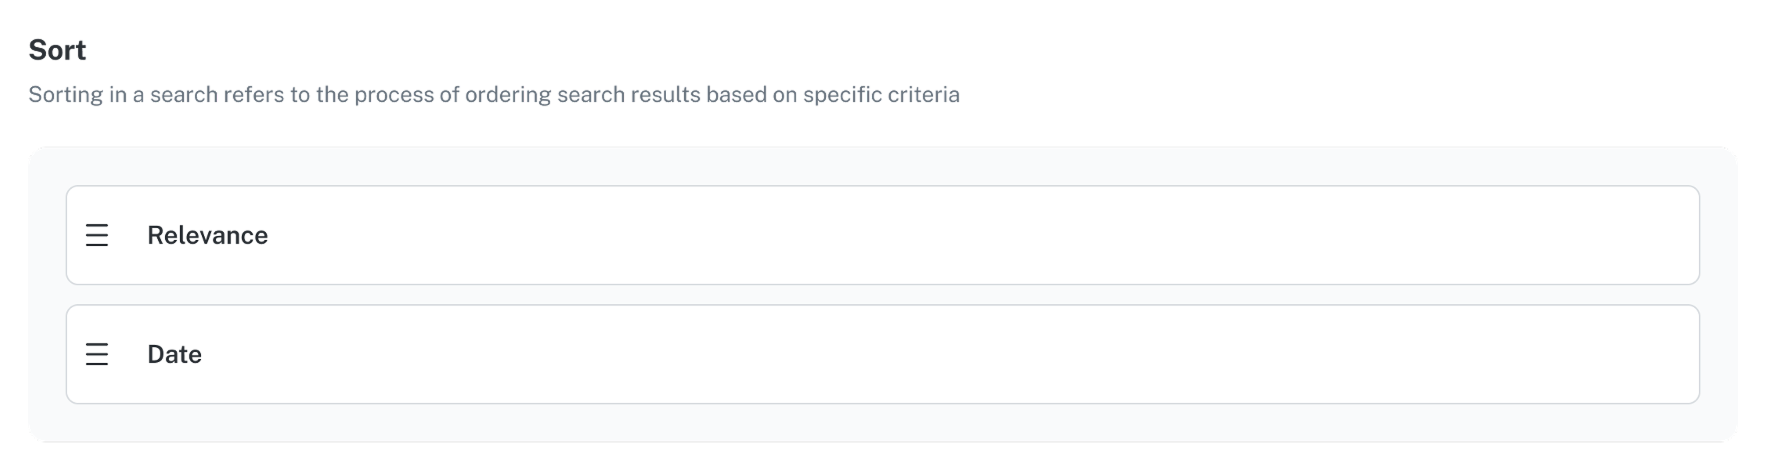 Sort
Sorting in a search refers to the process of ordering search results based on specific criteria
Relevance
Date